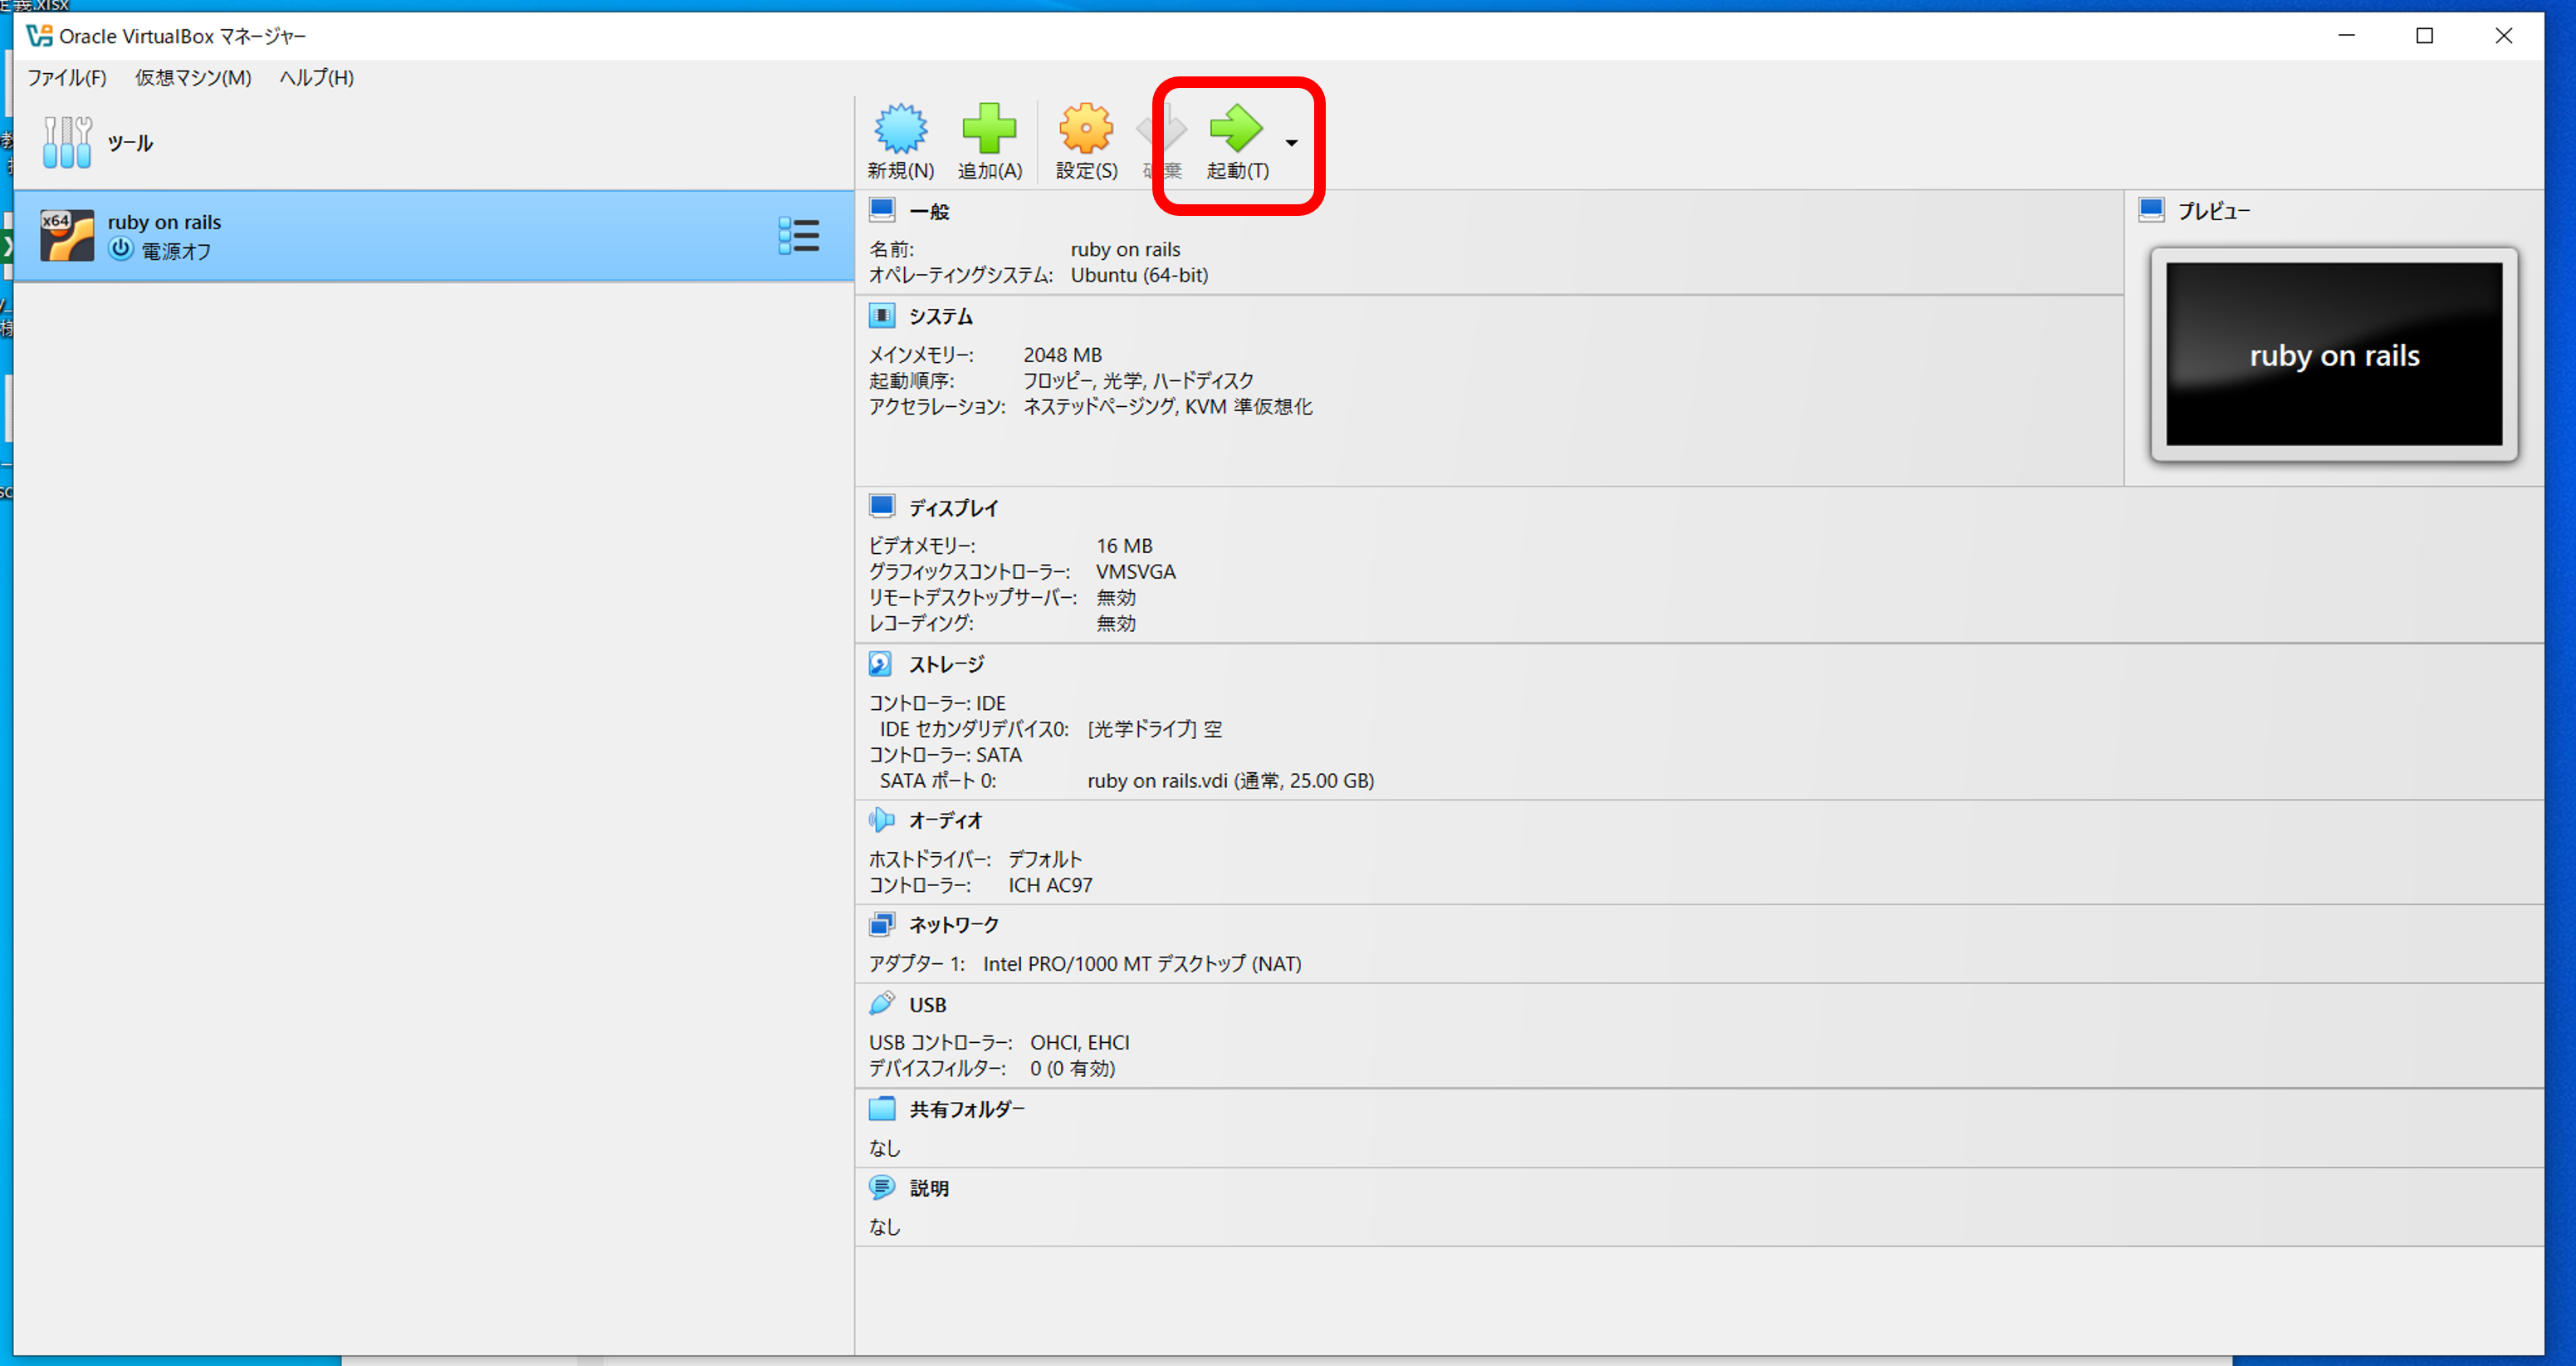 定義.xlsx
Oracle VirtualBox マネージャー
ファイル(F) 仮想マシン(M) ヘルプ(H)
ツール
新規(N) 追加(A) 設定(S) 破棄 起動(T)
x64
ruby on rails
電源オフ
一般
名前: ruby on rails
オペレーティングシステム: Ubuntu (64-bit)
プレビュー
ruby on rails
システム
メインメモリー: 2048 MB
起動順序: フロッピー, 光学, ハードディスク
アクセラレーション: ネステッドページング, KVM 準仮想化
ディスプレイ
ビデオメモリー: 16 MB
グラフィックスコントローラー: VMSVGA
リモートデスクトップサーバー: 無効
レコーディング: 無効
ストレージ
コントローラー: IDE
IDE セカンダリデバイス0: [光学ドライブ] 空
コントローラー: SATA
SATA ポート 0: ruby on rails.vdi (通常, 25.00 GB)
オーディオ
ホストドライバー: デフォルト
コントローラー: ICH AC97
ネットワーク
アダプター 1: Intel PRO/1000 MT デスクトップ (NAT)
USB
USB コントローラー: OHCI, EHCI
デバイスフィルター: 0 (0 有効)
共有フォルダー
なし
説明
なし